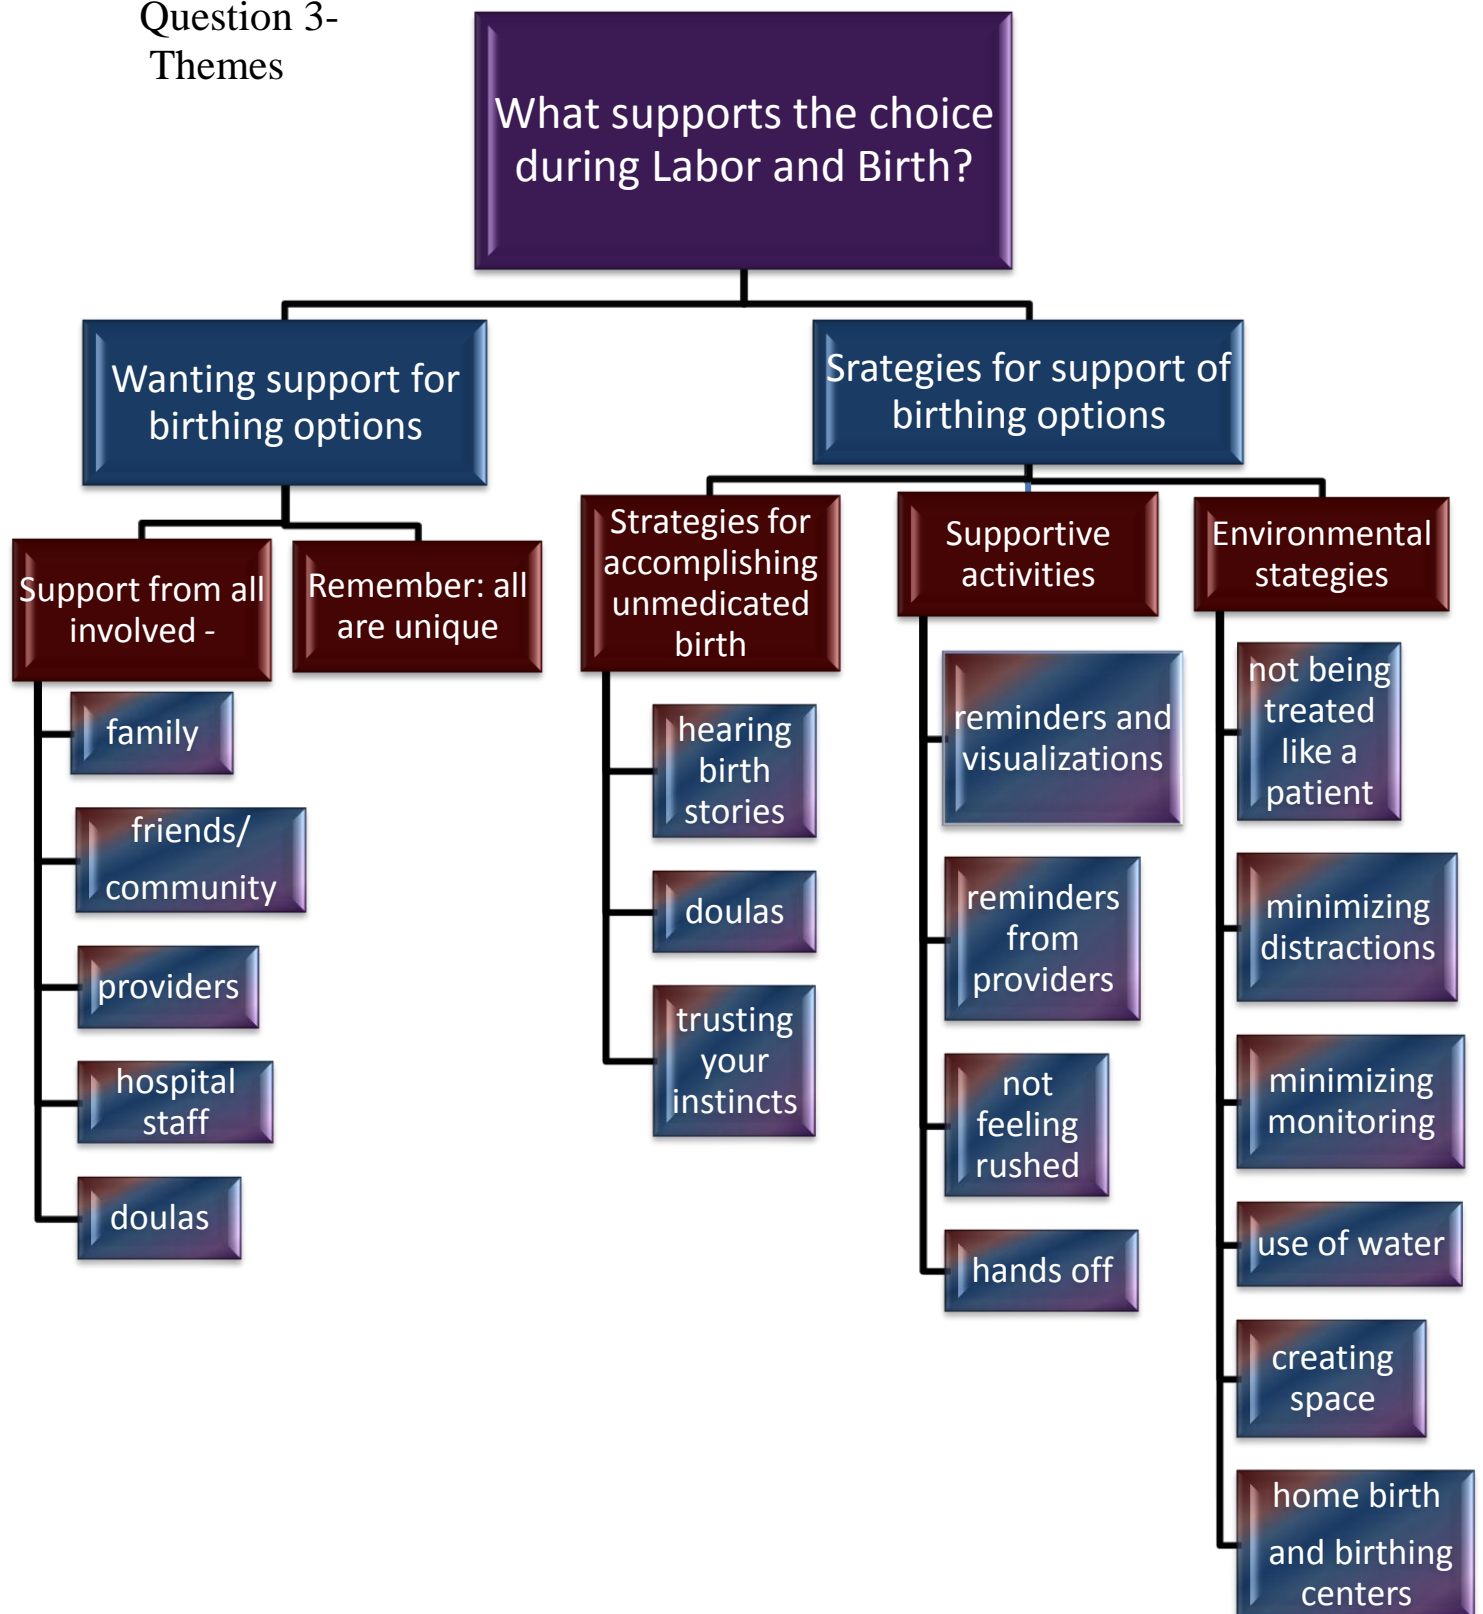 Question 3-
Themes
What supports the choice
during Labor and Birth?
Wanting support for
birthing options
Srategies for support of
birthing options
Support from all
involved -
Remember: all
are unique
Strategies for
accomplishing
unmedicated
birth
Supportive
activities
Environmental
stategies
family
friends/
community
providers
hospital
staff
doulas
hearing
birth
stories
doulas
trusting
your
instincts
reminders and
visualizations
reminders
from
providers
not
feeling
rushed
hands off
not being
treated
like a
patient
minimizing
distractions
minimizing
monitoring
use of water
creating
space
home birth
and birthing
centers